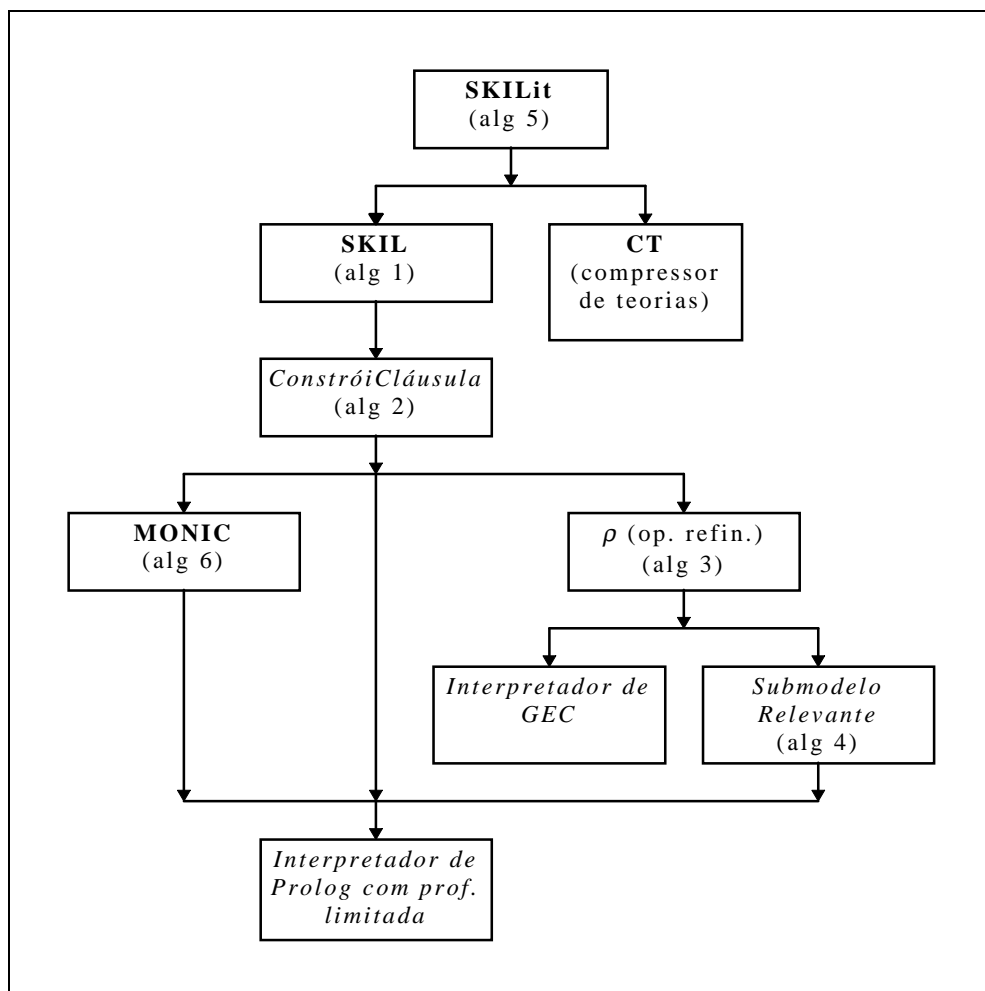 SKILit
(alg 5)
SKIL
(alg 1)
CT
(compressor
de teorias)
ConstróiCláusula
(alg 2)
MONIC
(alg 6)
ρ (op. refin.)
(alg 3)
Interpretador de
GEC
Submodelo
Relevante
(alg 4)
Interpretador de
Prolog com prof.
limitada